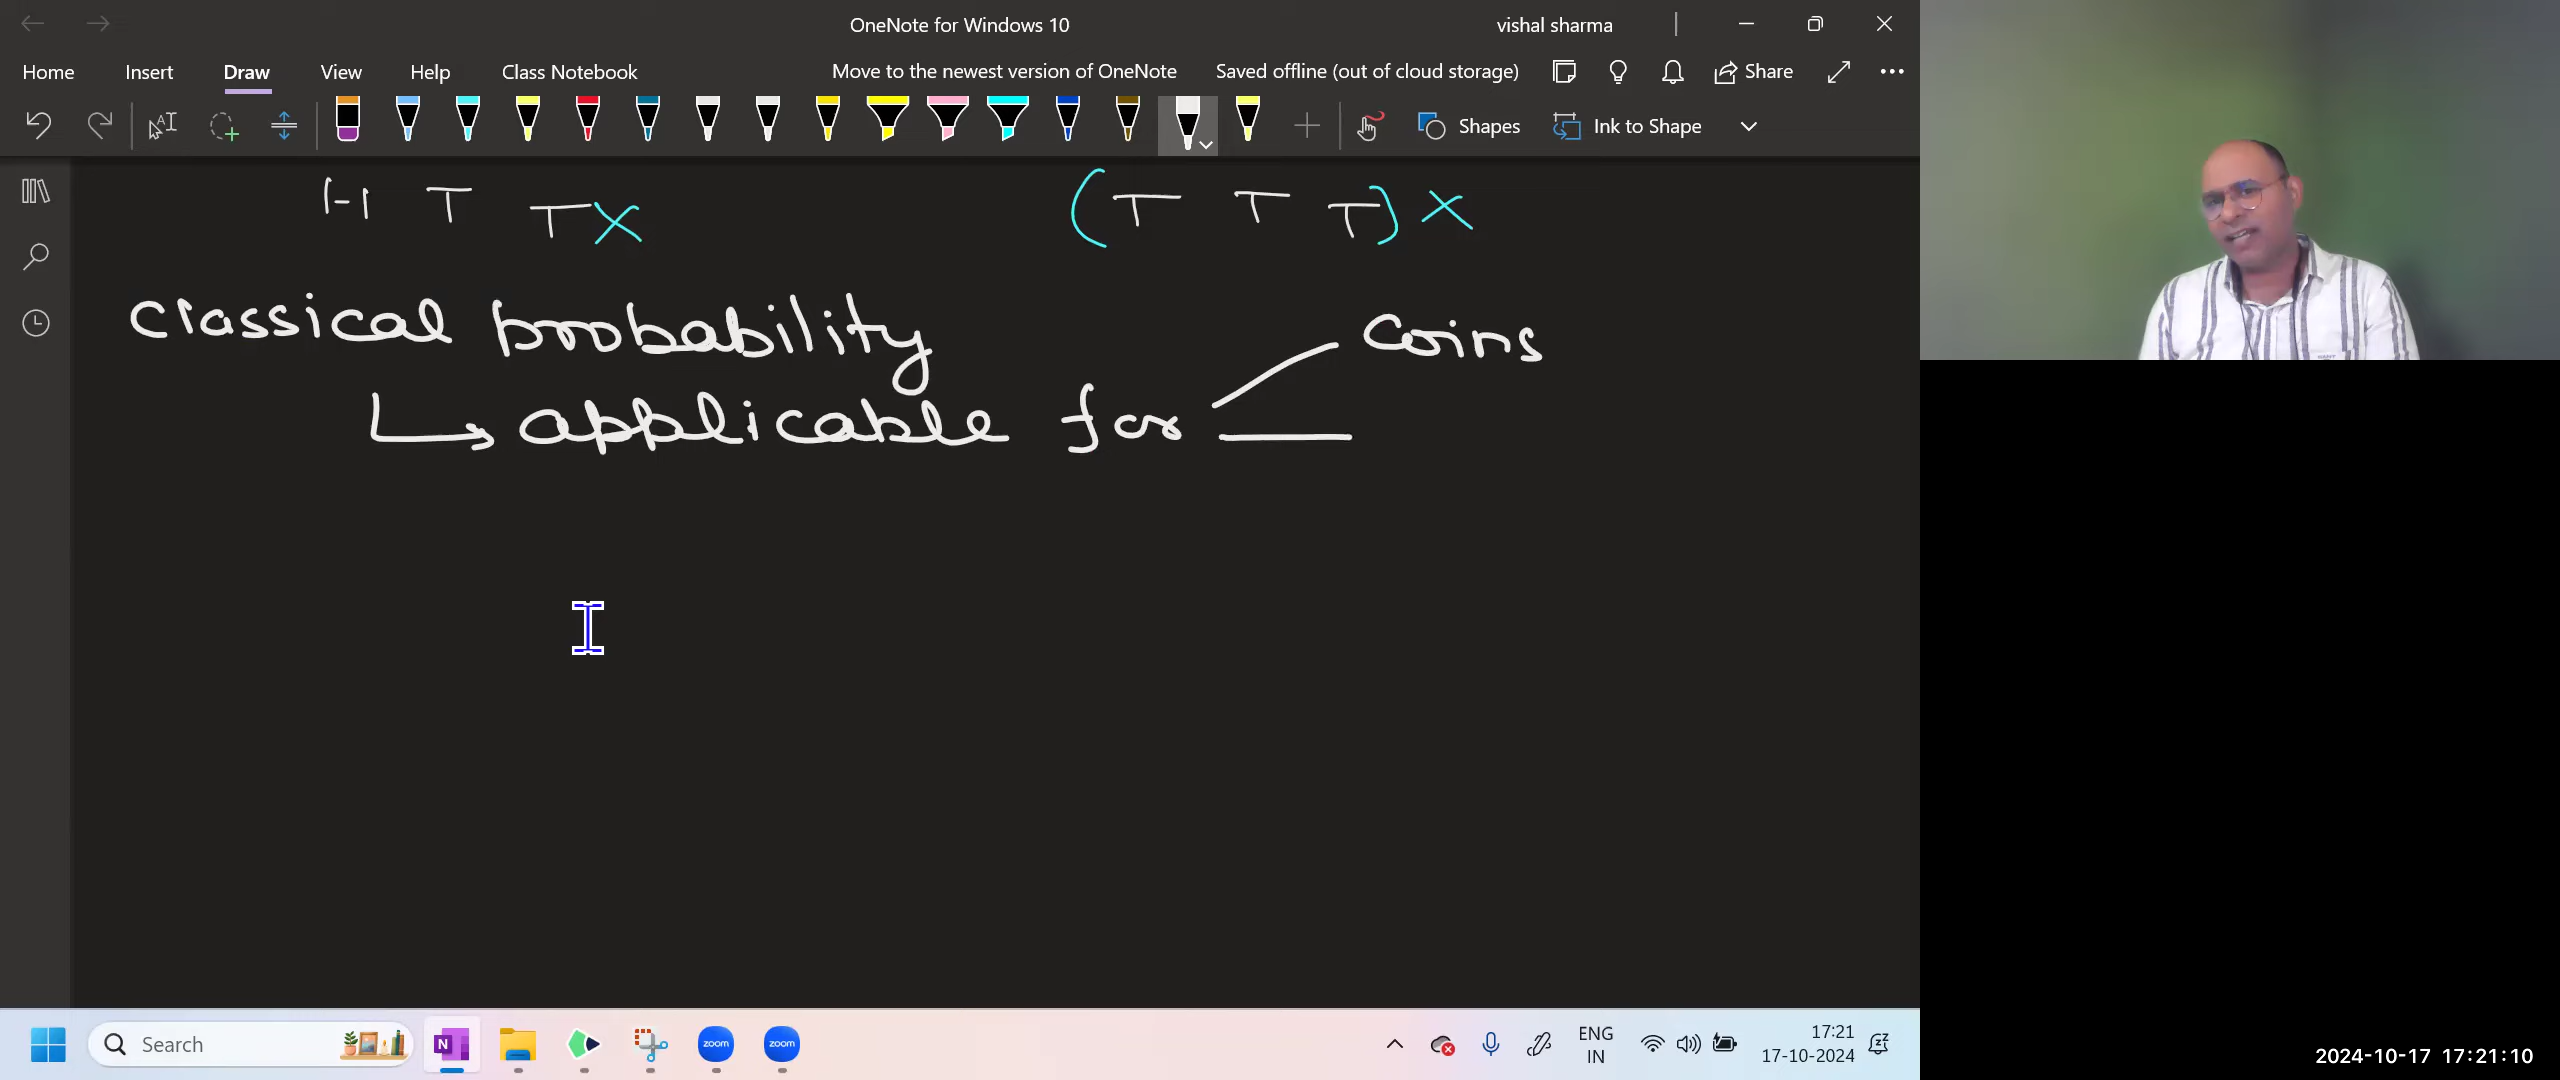 OneNote for Windows 10
vishal sharma
Home Insert Draw View Help Class Notebook Move to the newest version of OneNote Saved offline (out of cloud storage) Share
Shapes Ink to Shape
H T T X (T T T) X
Classical probability
coins
applicable for
Search
zoom zoom
ENG
IN
17:21
17-10-2024
2024-10-17 17:21:10